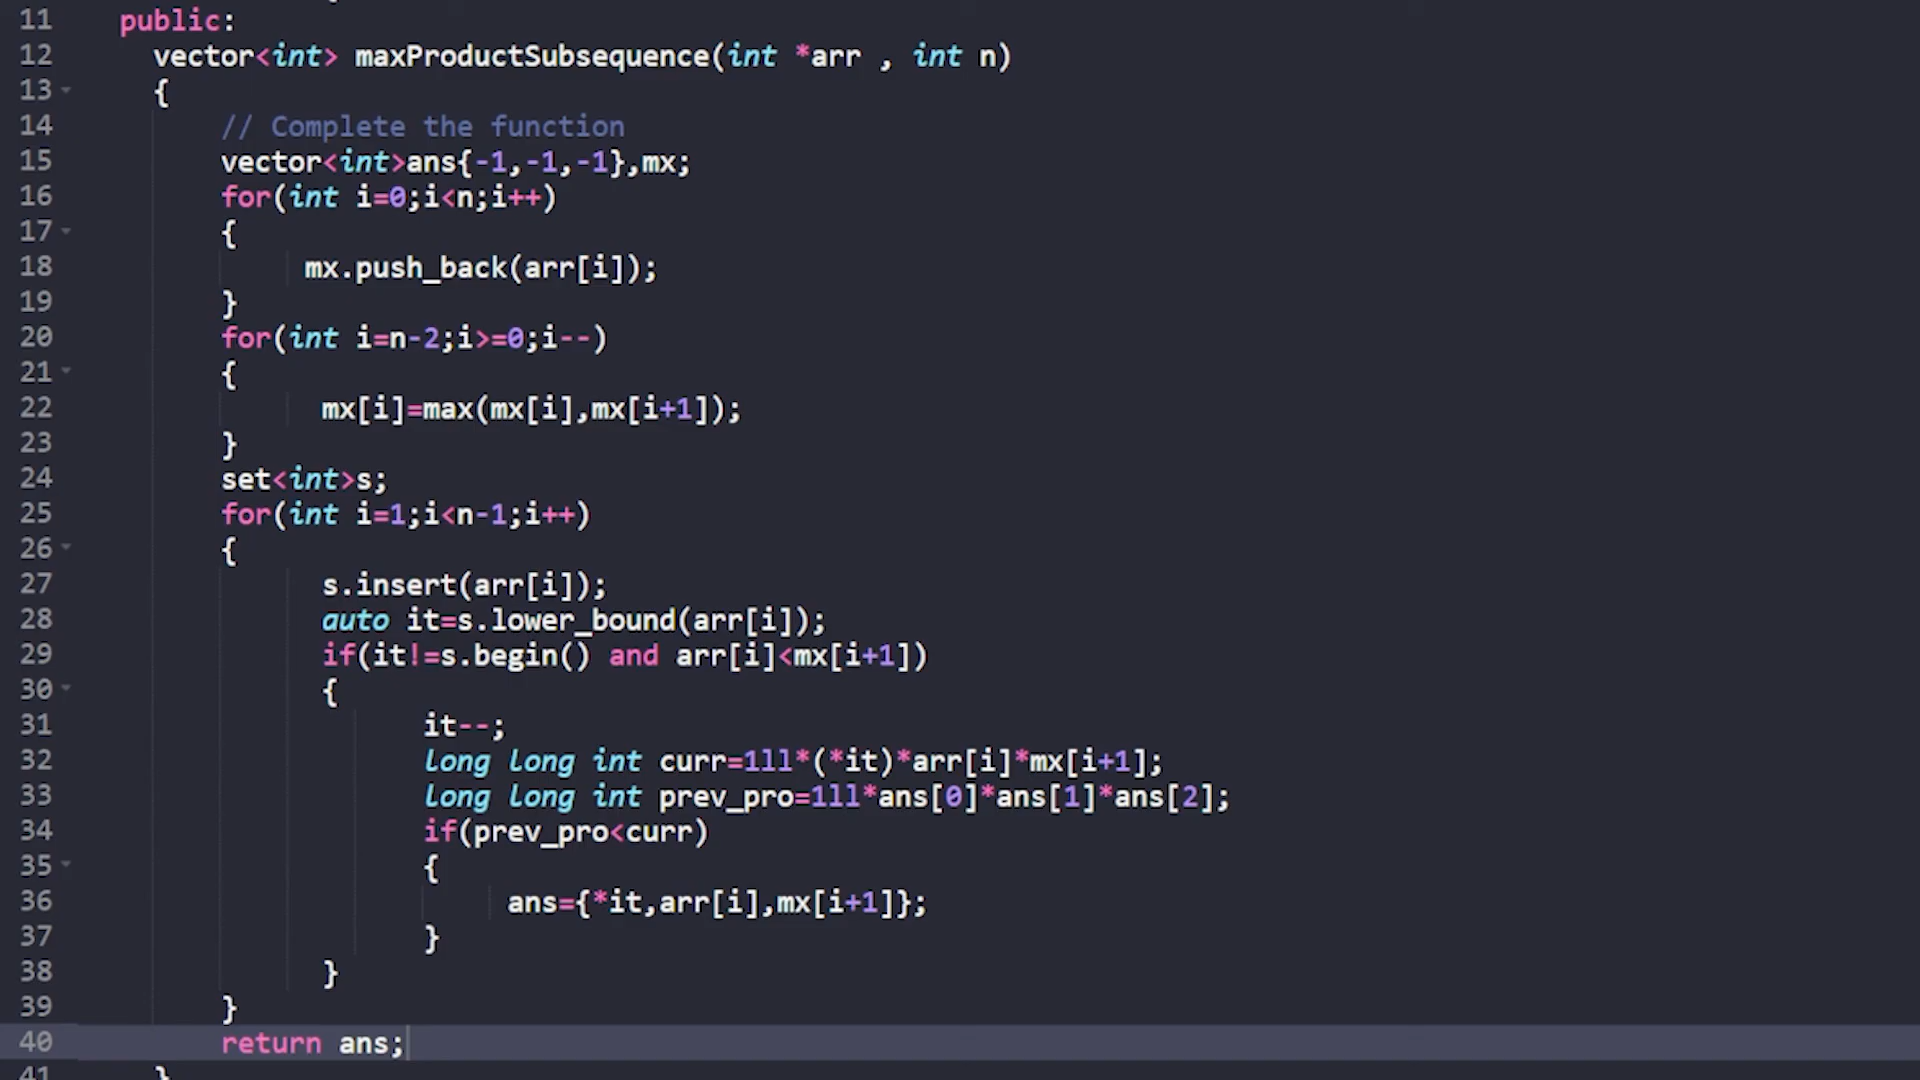 11 public:
12 vector<int> maxProductSubsequence(int *arr , int n)
13 {
14 // Complete the function
15 vector<int>ans{-1,-1,-1},mx;
16 for(int i=0;i<n;i++)
17 {
18 mx.push_back(arr[i]);
19 }
20 for(int i=n-2;i>=0;i--)
21 {
22 mx[i]=max(mx[i],mx[i+1]);
23 }
24 set<int>s;
25 for(int i=1;i<n-1;i++)
26 {
27 s.insert(arr[i]);
28 auto it=s.lower_bound(arr[i]);
29 if(it!=s.begin() and arr[i]<mx[i+1])
30 {
31 it--;
32 long long int curr=1ll*(*it)*arr[i]*mx[i+1];
33 long long int prev_pro=1ll*ans[0]*ans[1]*ans[2];
34 if(prev_pro<curr)
35 {
36 ans={*it,arr[i],mx[i+1]};
37 }
38 }
39 }
40 return ans;
41 }